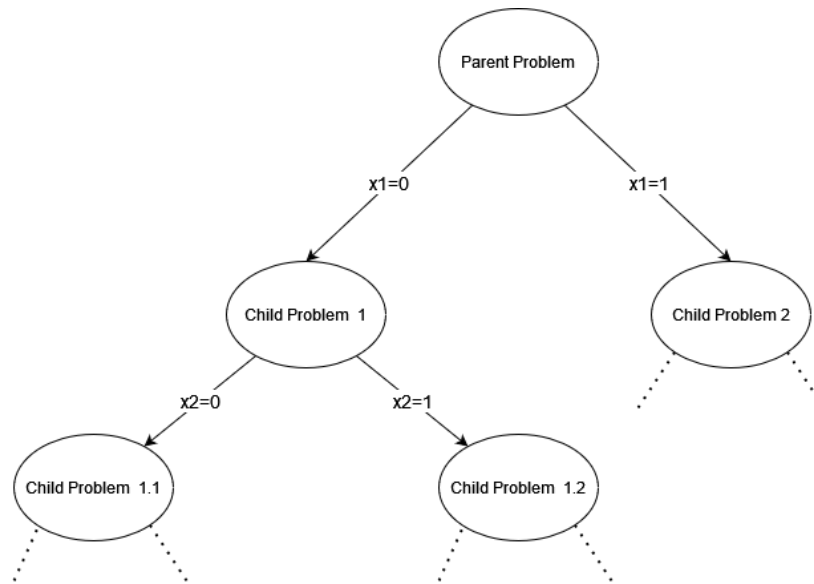 Parent Problem
x1=0
x1=1
Child Problem 1
Child Problem 2
x2=0
x2=1
Child Problem 1.1
Child Problem 1.2